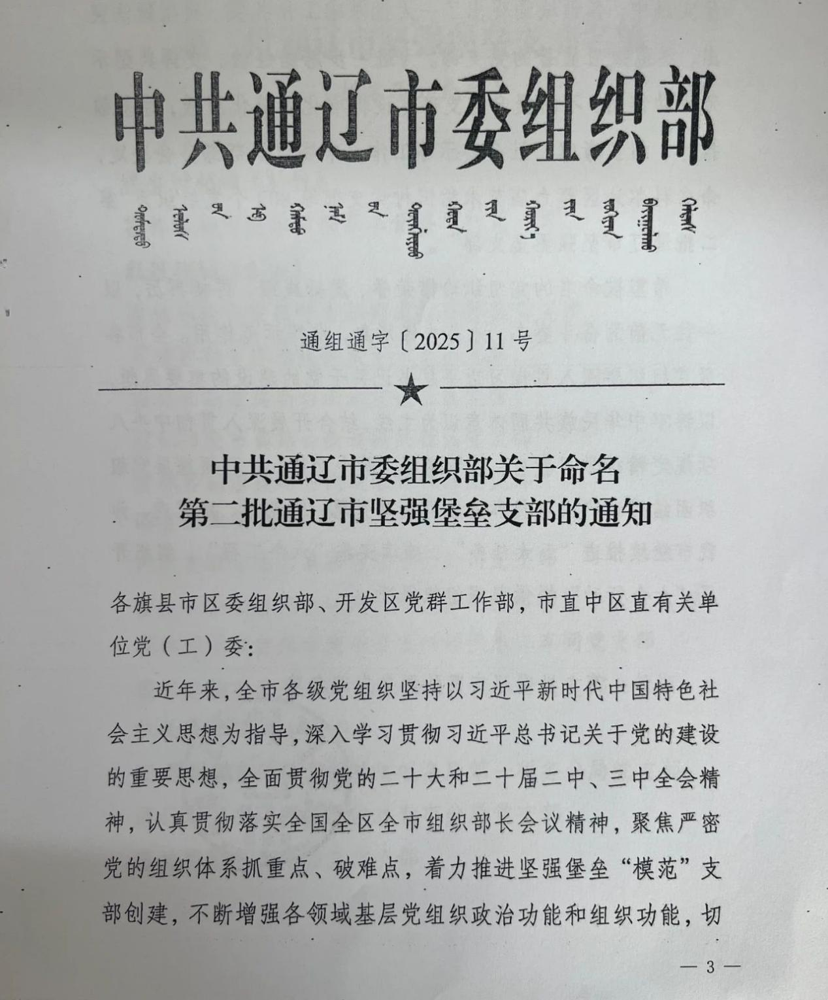 中共通辽市委组织部
通组通字〔2025〕11号
中共通辽市委组织部关于命名
第二批通辽市坚强堡垒支部的通知
各旗县市区委组织部、开发区党群工作部，市直中区直有关单
位党（工）委：
近年来，全市各级党组织坚持以习近平新时代中国特色社
会主义思想为指导，深入学习贯彻习近平总书记关于党的建设
的重要思想，全面贯彻党的二十大和二十届二中、三中全会精
神，认真贯彻落实全国全区全市组织部长会议精神，聚焦严密
党的组织体系抓重点、破难点，着力推进坚强堡垒“模范”支
部创建，不断增强各领域基层党组织政治功能和组织功能，切
— 3 —